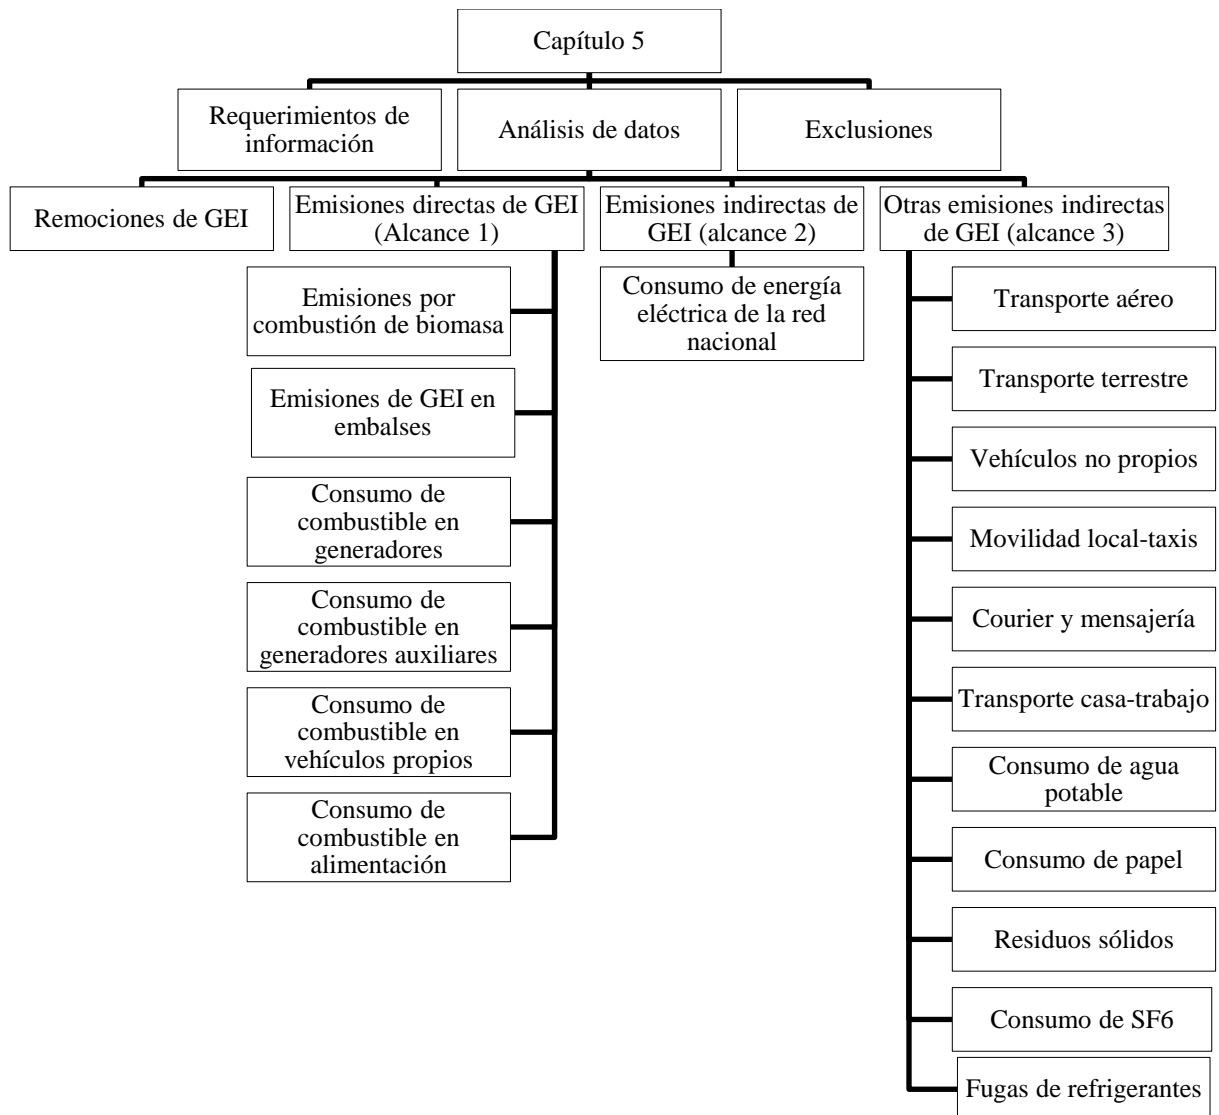 Capítulo 5
Requerimientos de
información
Análisis de datos
Exclusiones
Remociones de GEI
Emisiones directas de GEI
(Alcance 1)
Emisiones indirectas de
GEI (alcance 2)
Otras emisiones indirectas
de GEI (alcance 3)
Emisiones por
combustión de biomasa
Emisiones de GEI en
embalses
Consumo de
combustible en
generadores
Consumo de
combustible en
generadores auxiliares
Consumo de
combustible en
vehículos propios
Consumo de
combustible en
alimentación
Consumo de energía
eléctrica de la red
nacional
Transporte aéreo
Transporte terrestre
Vehículos no propios
Movilidad local-taxis
Courier y mensajería
Transporte casa-trabajo
Consumo de agua
potable
Consumo de papel
Residuos sólidos
Consumo de SF6
Fugas de refrigerantes